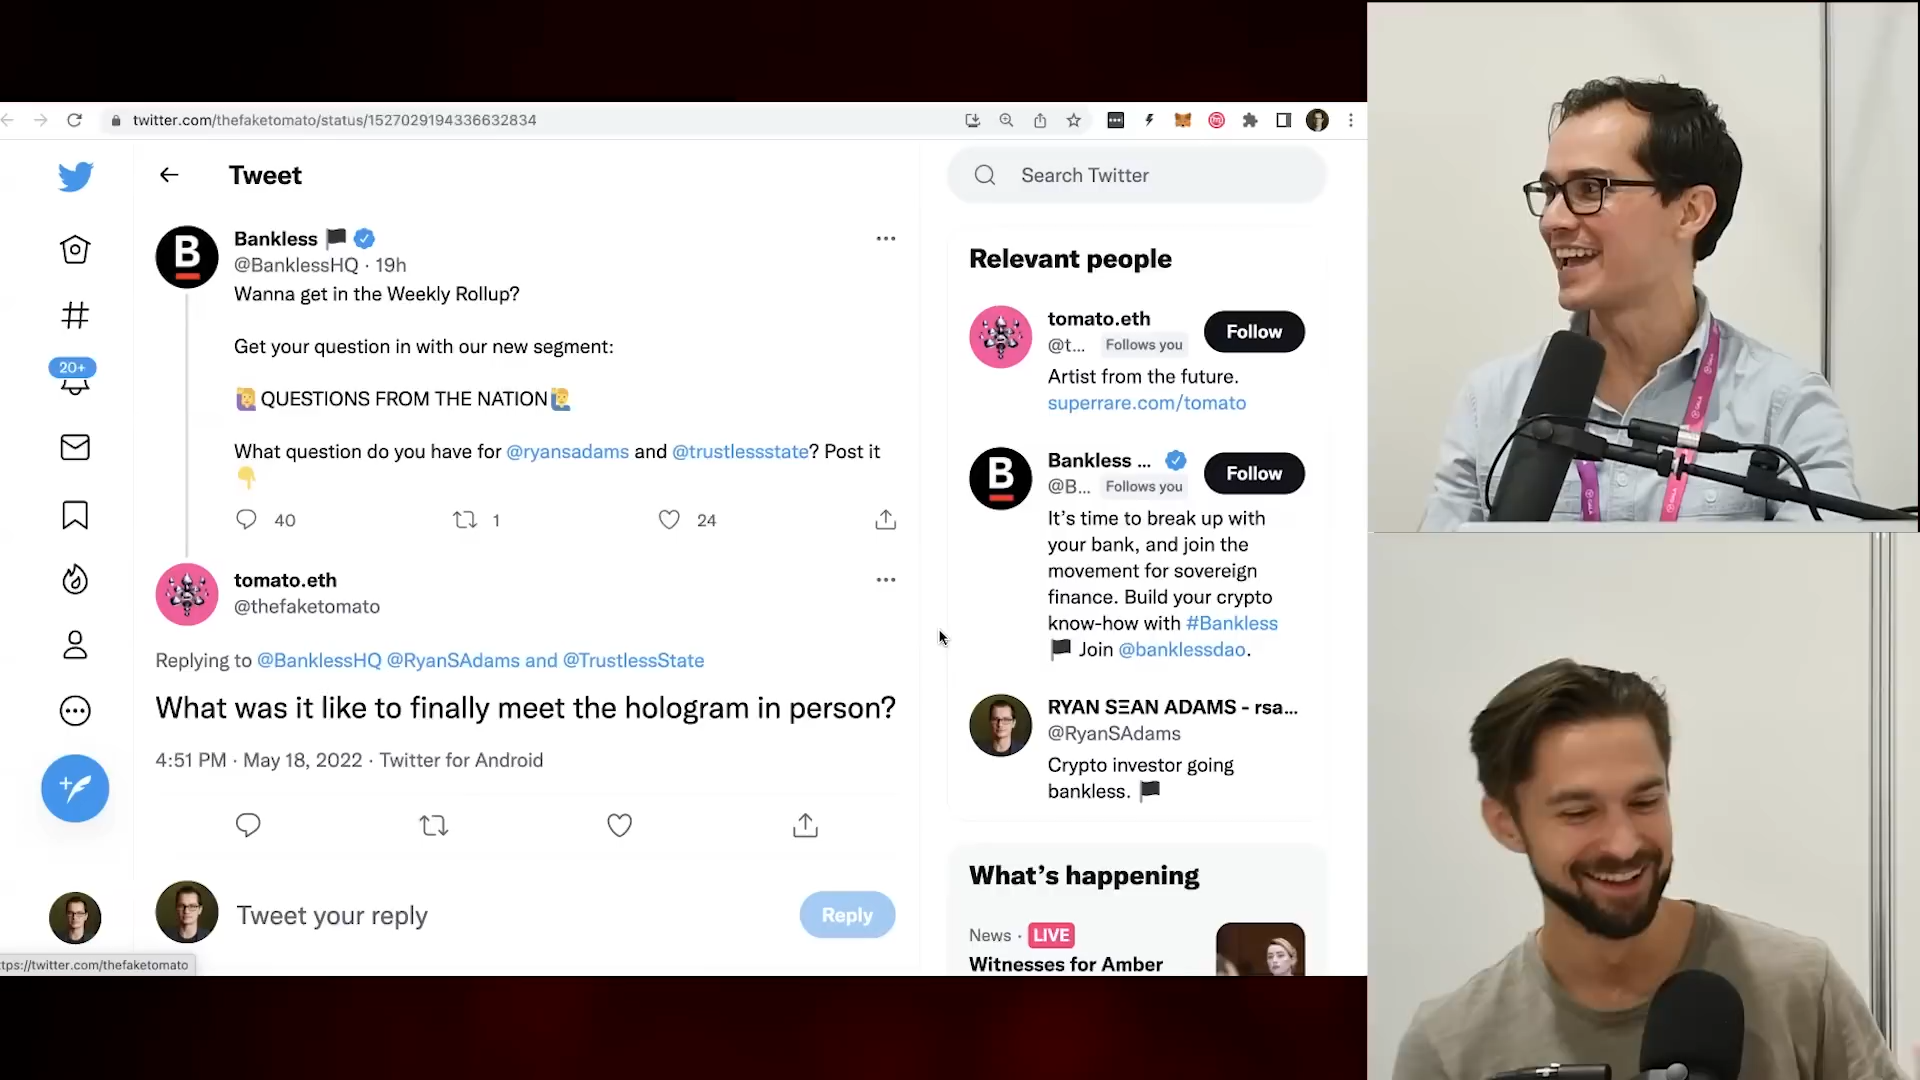 twitter.com/thefaketomato/status/1527029194336632834
Tweet
Search Twitter
B
Bankless
@BanklessHQ · 19h
Wanna get in the Weekly Rollup?
Get your question in with our new segment:
QUESTIONS FROM THE NATION
What question do you have for @ryansadams and @trustlessstate? Post it
40
1
24
20+
tomato.eth
@thefaketomato
Replying to @BanklessHQ @RyanSAdams and @TrustlessState
What was it like to finally meet the hologram in person?
4:51 PM · May 18, 2022 · Twitter for Android
Tweet your reply
Reply
ttps://twitter.com/thefaketomato
Relevant people
tomato.eth
@t...
Follows you
Follow
Artist from the future.
superrare.com/tomato
B
Bankless ...
@B...
Follows you
Follow
It's time to break up with
your bank, and join the
movement for sovereign
finance. Build your crypto
know-how with #Bankless
Join @banklessdao.
RYAN SΞAN ADAMS - rsa...
@RyanSAdams
Crypto investor going
bankless.
What's happening
News · LIVE
Witnesses for Amber